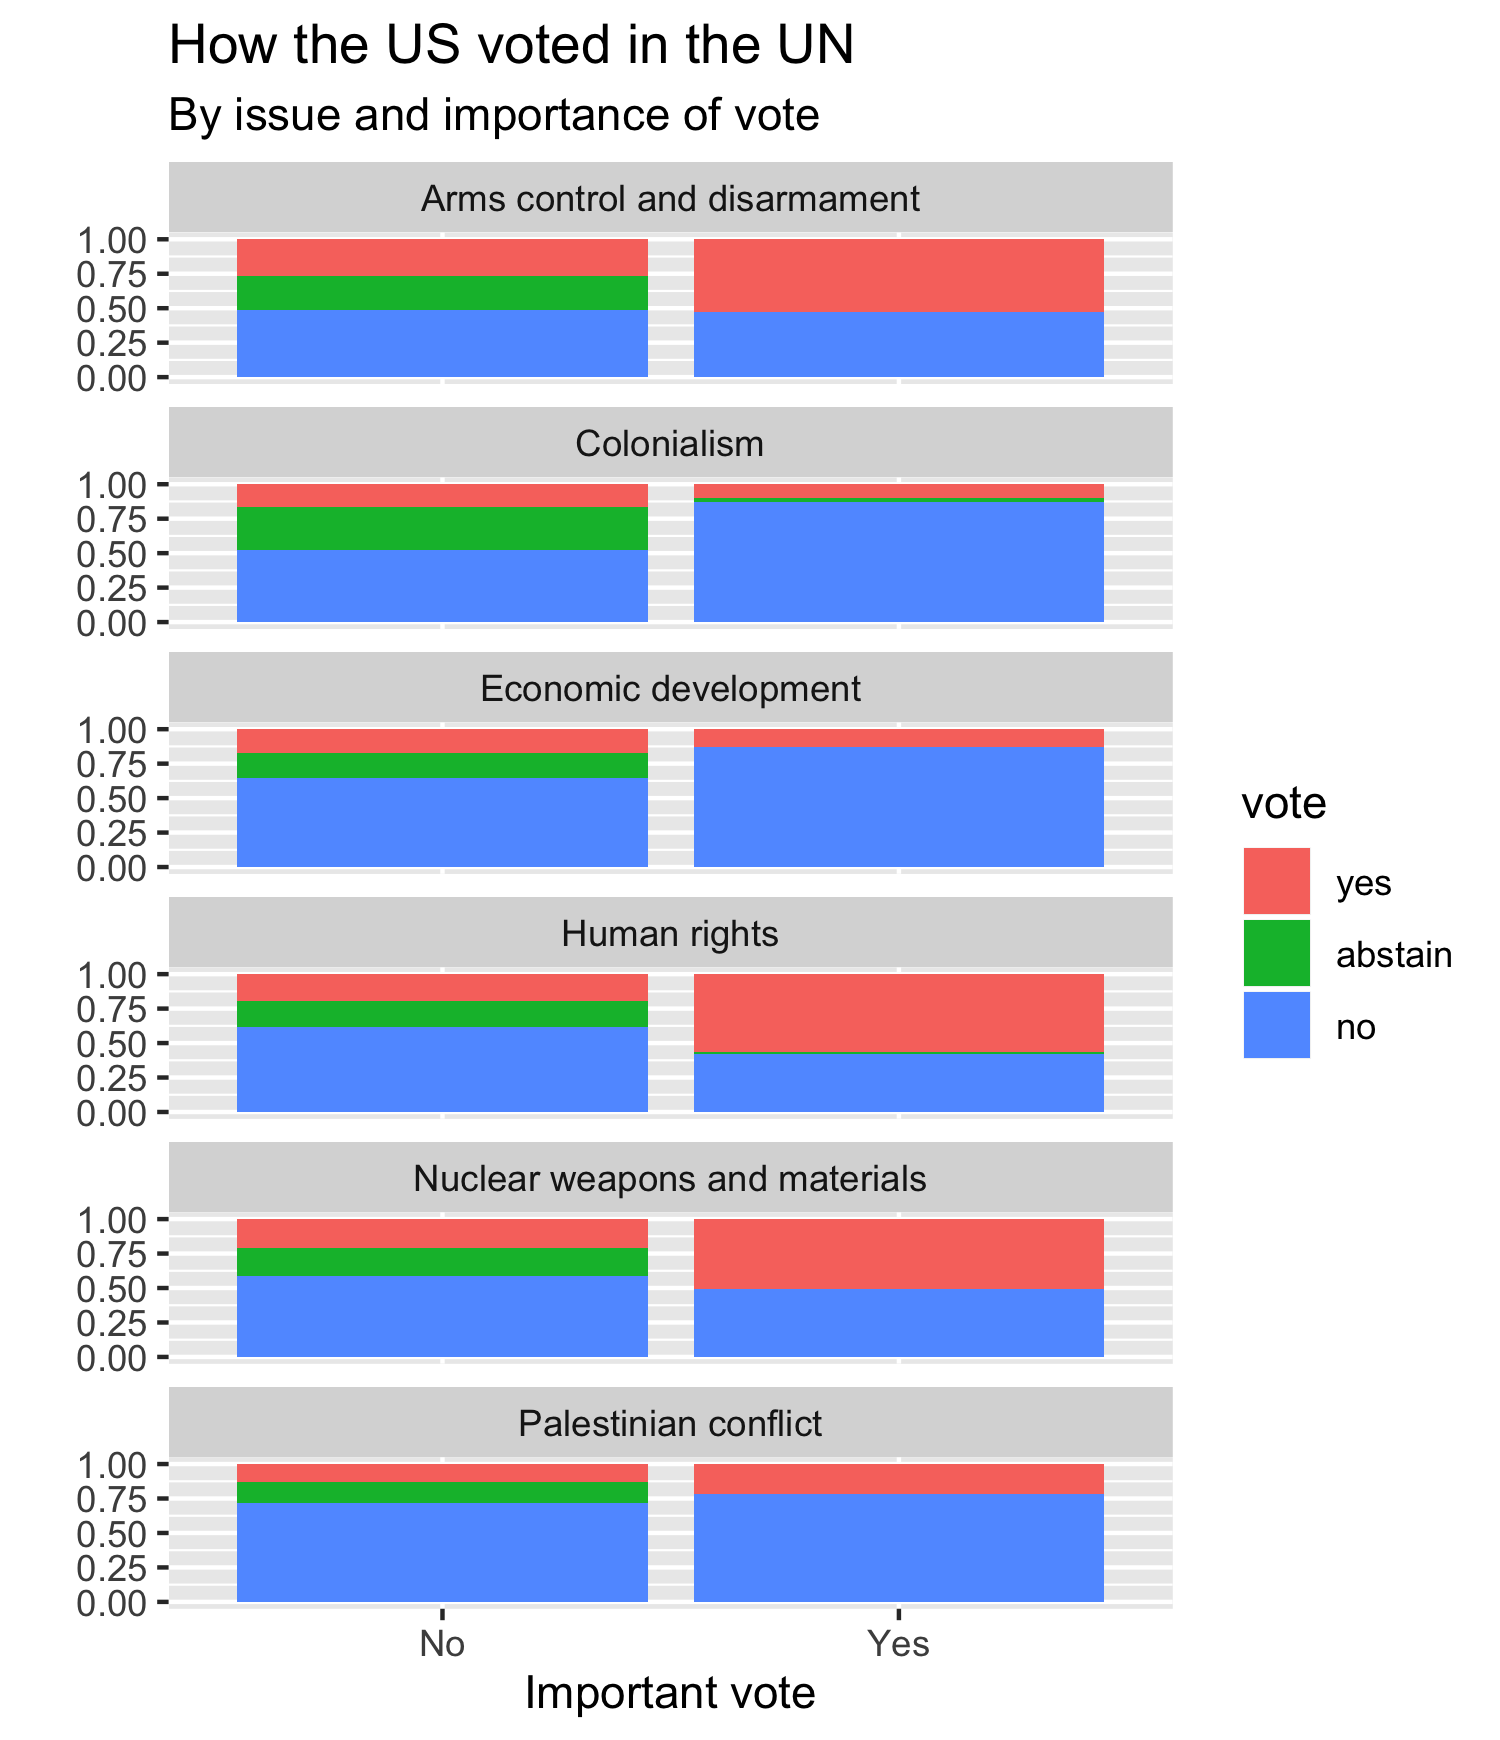 How the US voted in the UN
By issue and importance of vote
Arms control and disarmament
1.00
0.75
0.50
0.25
0.00
Colonialism
1.00
0.75
0.50
0.25
0.00
Economic development
1.00
0.75
0.50
0.25
0.00
Human rights
1.00
0.75
0.50
0.25
0.00
Nuclear weapons and materials
1.00
0.75
0.50
0.25
0.00
Palestinian conflict
1.00
0.75
0.50
0.25
0.00
No Yes
Important vote
vote
yes
abstain
no